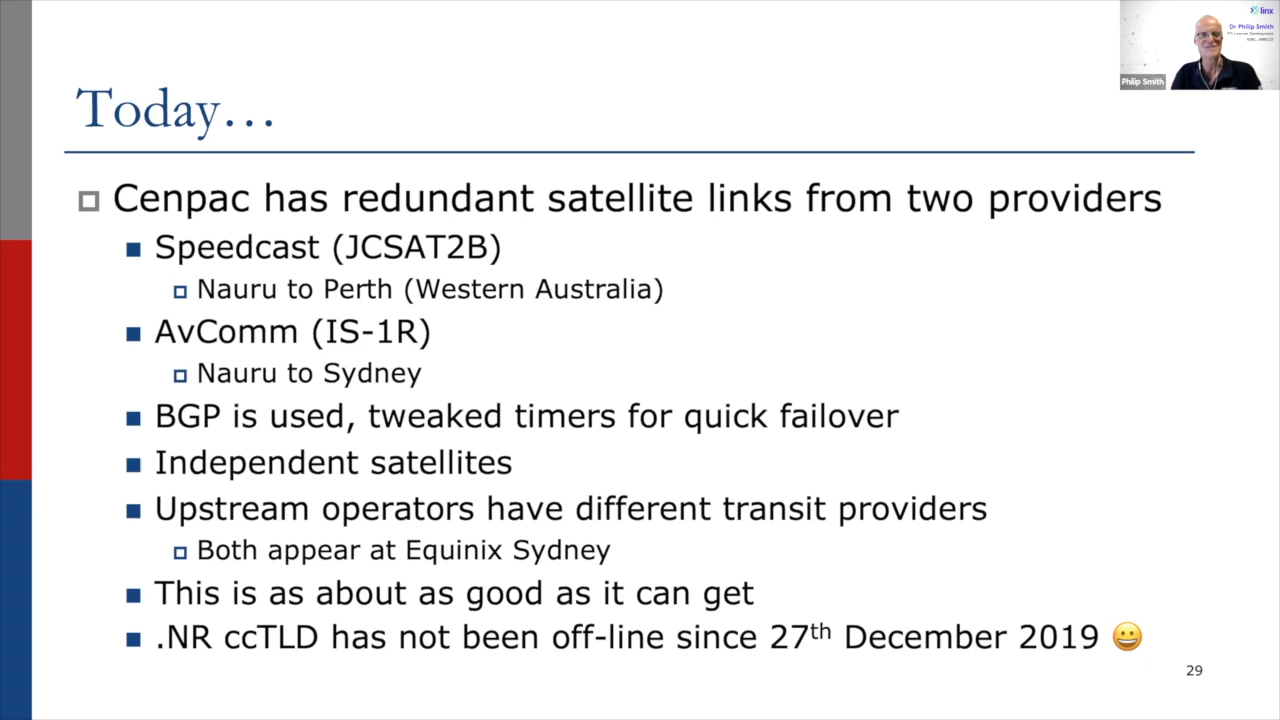 linx
Dr Philip Smith
Philip Smith
Today...
Cenpac has redundant satellite links from two providers
Speedcast (JCSAT2B)
Nauru to Perth (Western Australia)
AvComm (IS-1R)
Nauru to Sydney
BGP is used, tweaked timers for quick failover
Independent satellites
Upstream operators have different transit providers
Both appear at Equinix Sydney
This is as about as good as it can get
.NR ccTLD has not been off-line since 27th December 2019 😀
29